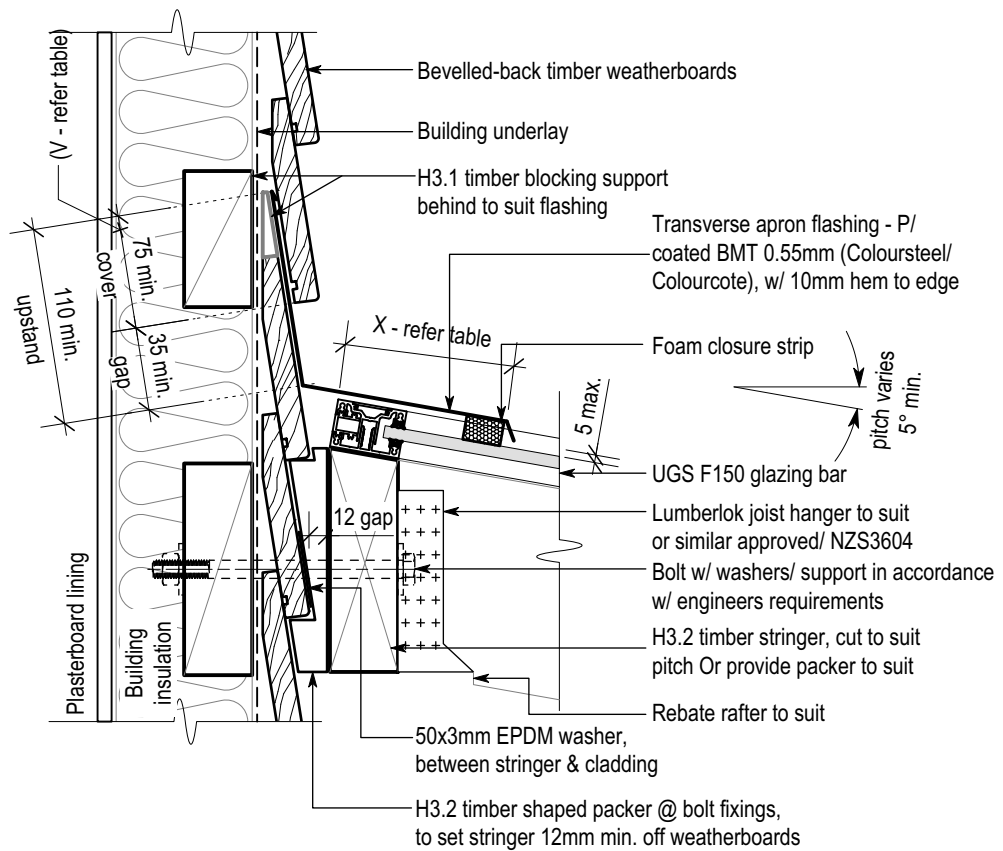 Bevelled-back timber weatherboards
Building underlay
H3.1 timber blocking support
behind to suit flashing
Transverse apron flashing - P/
coated BMT 0.55mm (Coloursteel/
Colourcote), w/ 10mm hem to edge
Foam closure strip
pitch varies
5° min.
5 max.
X - refer table
(V - refer table)
75 min.
cover
110 min.
upstand
35 min.
gap
UGS F150 glazing bar
Lumberlok joist hanger to suit
or similar approved/ NZS3604
12 gap
Bolt w/ washers/ support in accordance
w/ engineers requirements
H3.2 timber stringer, cut to suit
pitch Or provide packer to suit
Rebate rafter to suit
Plasterboard lining
Building
insulation
50x3mm EPDM washer,
between stringer & cladding
H3.2 timber shaped packer @ bolt fixings,
to set stringer 12mm min. off weatherboards